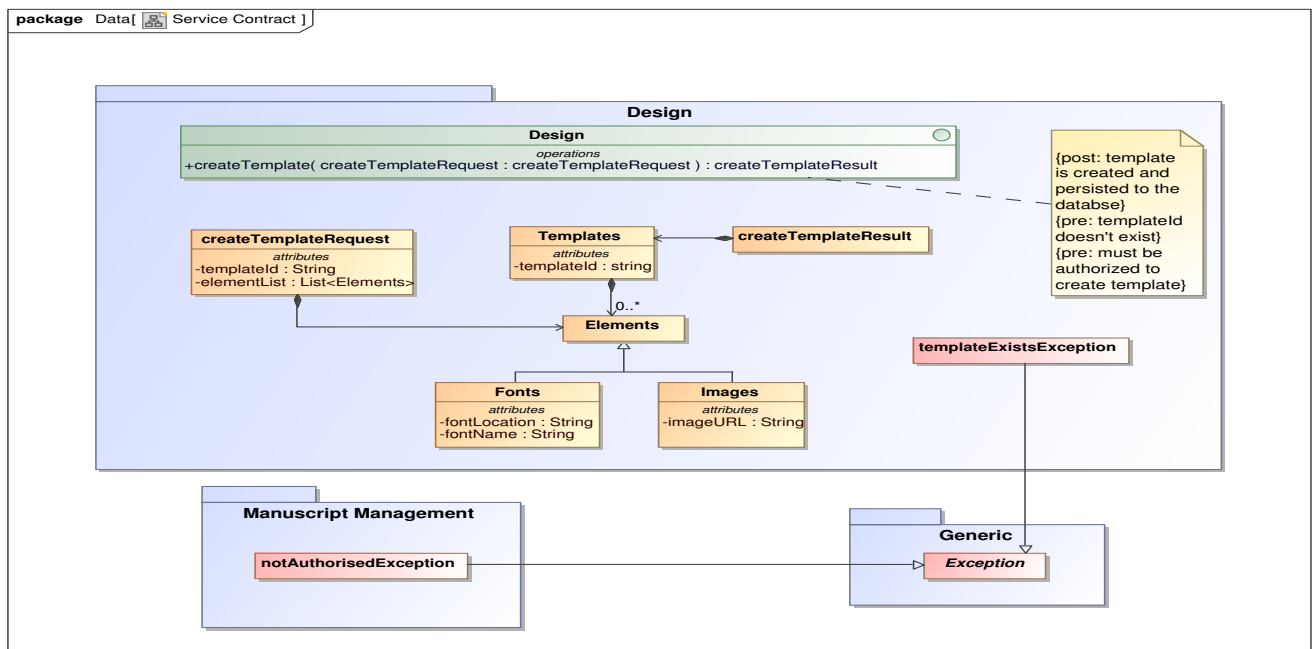 package Data[ Service Contract ]
Design
Design
operations
+createTemplate( createTemplateRequest : createTemplateRequest ) : createTemplateResult
{post: template
is created and
persisted to the
databse}
{pre: templateId
doesn't exist}
{pre: must be
authorized to
create template}
createTemplateRequest
attributes
-templateId : String
-elementList : List<Elements>
Templates
attributes
-templateId : string
createTemplateResult
0..*
Elements
templateExistsException
Fonts
attributes
-fontLocation : String
-fontName : String
Images
attributes
-imageURL : String
Manuscript Management
notAuthorisedException
Generic
Exception